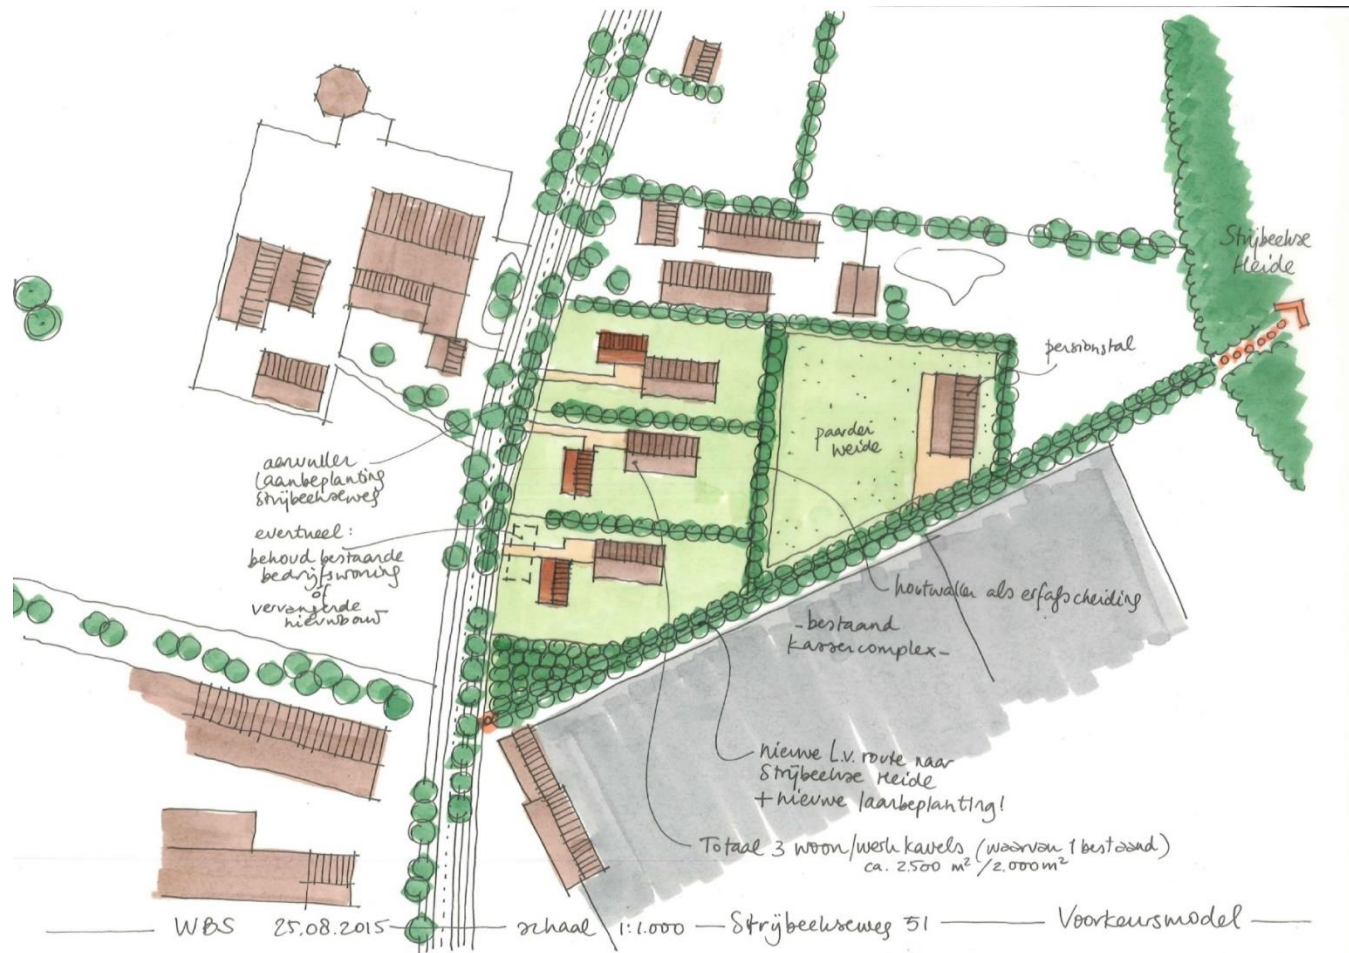 Strijbeekse
Heide
pensionstal
paarden
weide
aanvullen
laanbeplanting
Strijbeekseweg
eventueel:
behoud bestaande
bedrijfswoning
of
vervangende
nieuwbouw
houtwallen als erfafscheiding
- bestaand
kassencomplex -
nieuwe L.v. route naar
Strijbeekse Heide
+ nieuwe laanbeplanting!
Totaal 3 woon/werk kavels (waarvan 1 bestaand)
ca. 2500 m²/2.000m²
WBS 25.08.2015 schaal 1:1.000 Strijbeekseweg 51 Voorkeursmodel